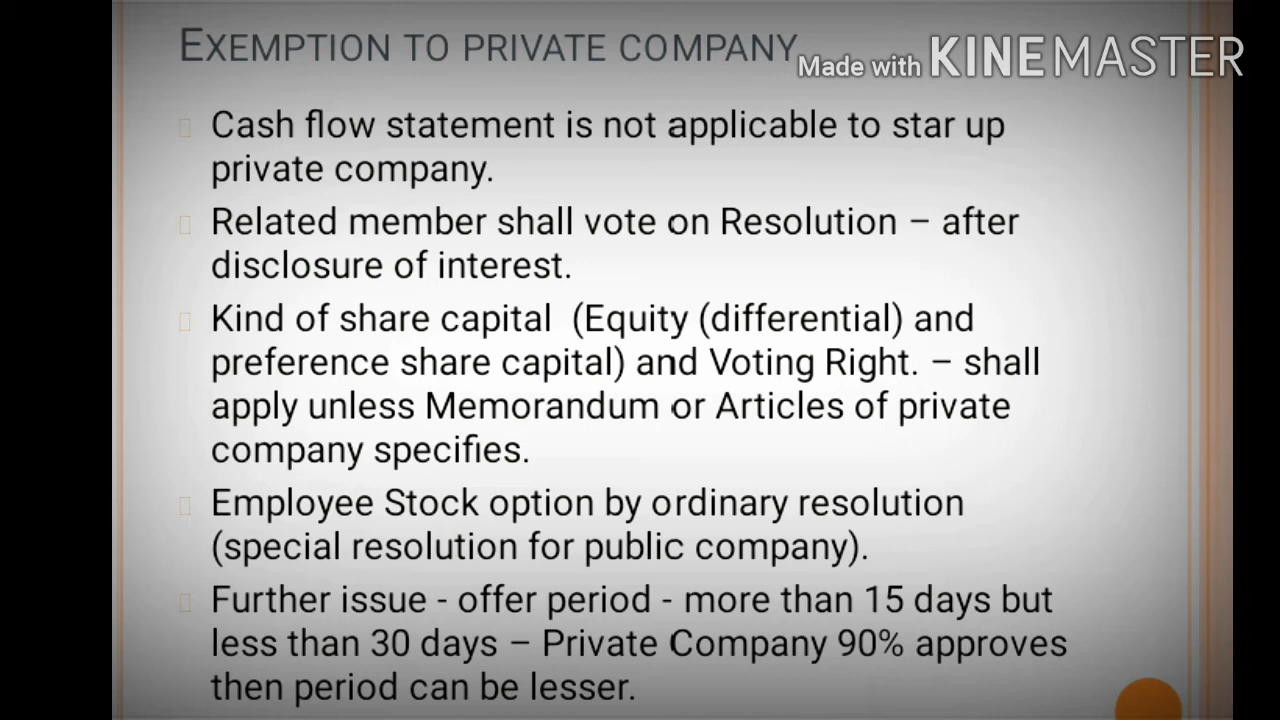 EXEMPTION TO PRIVATE COMPANY
Made with KINEMASTER
Cash flow statement is not applicable to star up
private company.
Related member shall vote on Resolution – after
disclosure of interest.
Kind of share capital (Equity (differential) and
preference share capital) and Voting Right. – shall
apply unless Memorandum or Articles of private
company specifies.
Employee Stock option by ordinary resolution
(special resolution for public company).
Further issue - offer period - more than 15 days but
less than 30 days – Private Company 90% approves
then period can be lesser.